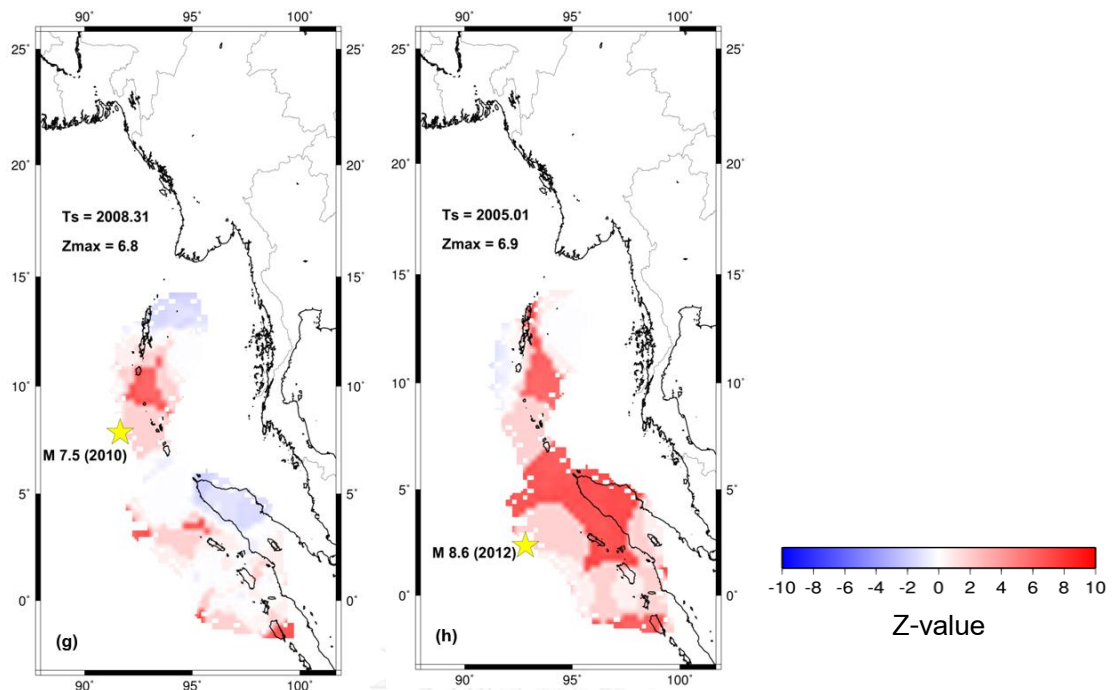 90° 95° 100° 90° 95° 100°
25° 25° 25° 25°
20° 20° 20° 20°
Ts = 2008.31 Ts = 2005.01
Zmax = 6.8 Zmax = 6.9
15° 15° 15° 15°
10° 10° 10° 10°
M 7.5 (2010)
5° 5° 5° 5°
M 8.6 (2012)
0° 0° 0° 0°
(g) (h)
90° 95° 100° 90° 95° 100°
-10 -8 -6 -4 -2 0 2 4 6 8 10
Z-value